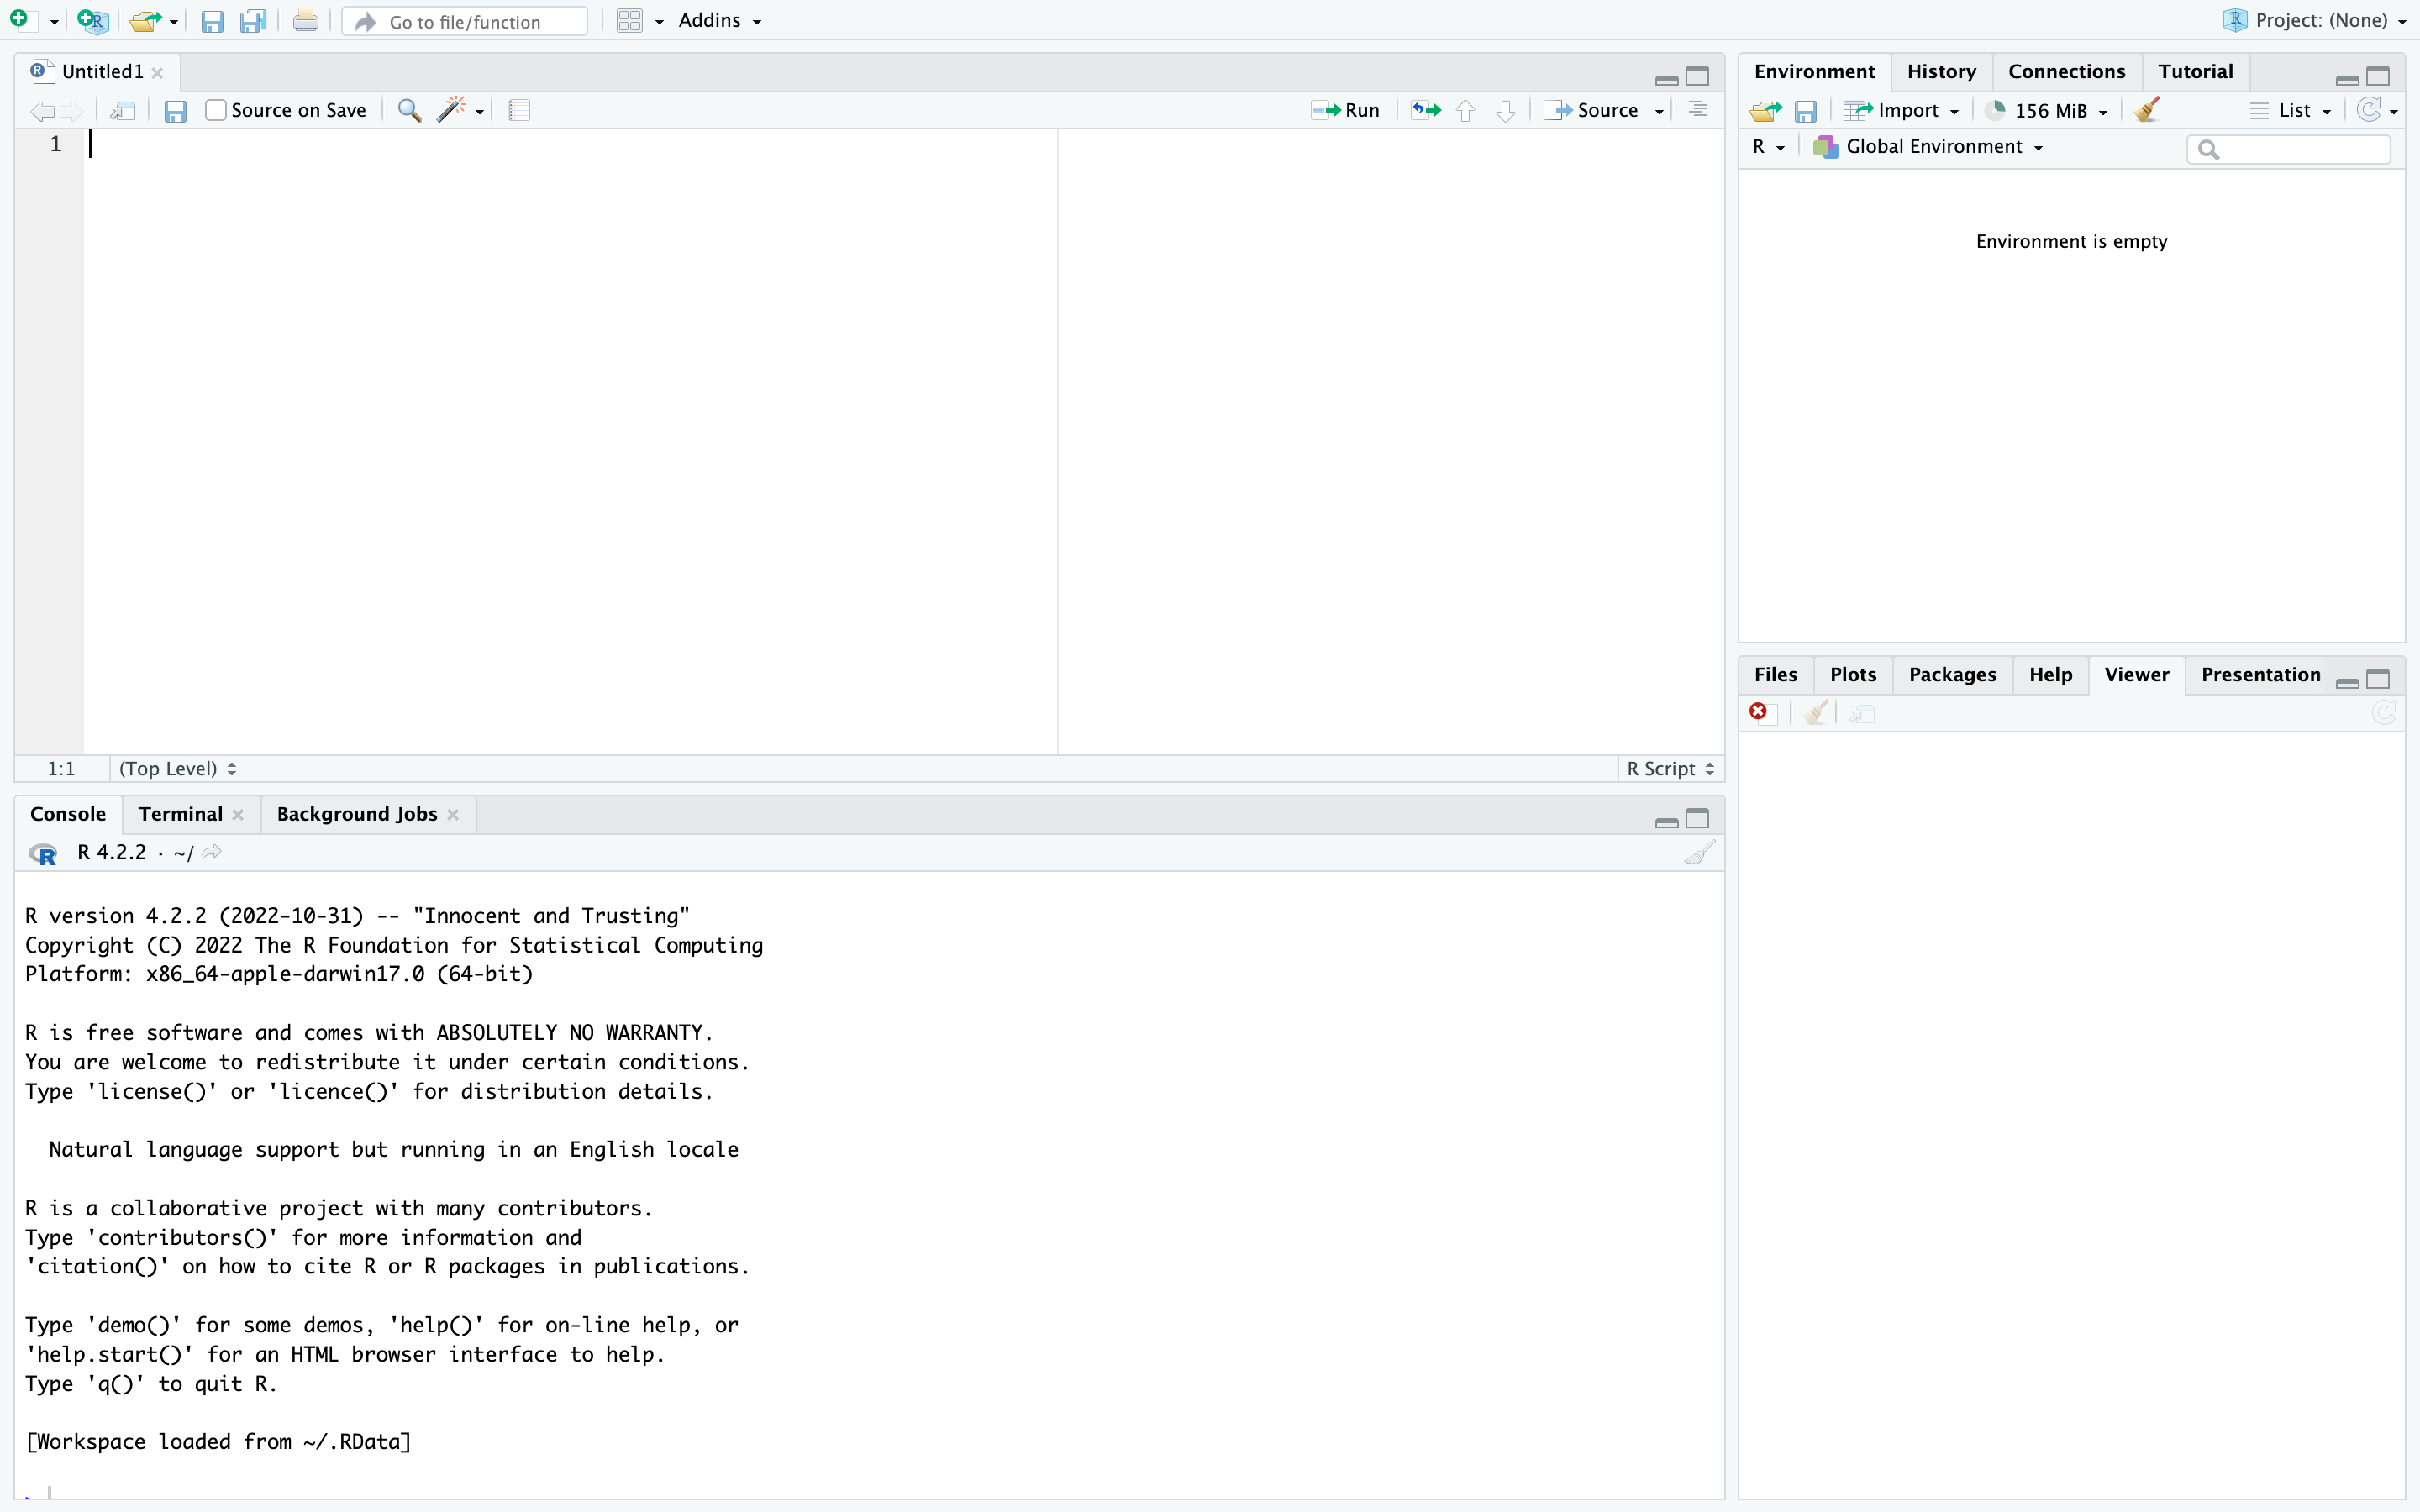 Go to file/function
Addins
Project: (None)
Untitled1
Source on Save
Run
Source
1
1:1
(Top Level)
R Script
Console
Terminal
Background Jobs
R 4.2.2 · ~/
R version 4.2.2 (2022-10-31) -- "Innocent and Trusting"
Copyright (C) 2022 The R Foundation for Statistical Computing
Platform: x86_64-apple-darwin17.0 (64-bit)
R is free software and comes with ABSOLUTELY NO WARRANTY.
You are welcome to redistribute it under certain conditions.
Type 'license()' or 'licence()' for distribution details.
Natural language support but running in an English locale
R is a collaborative project with many contributors.
Type 'contributors()' for more information and
'citation()' on how to cite R or R packages in publications.
Type 'demo()' for some demos, 'help()' for on-line help, or
'help.start()' for an HTML browser interface to help.
Type 'q()' to quit R.
[Workspace loaded from ~/.RData]
Environment
History
Connections
Tutorial
Import
156 MiB
List
R
Global Environment
Environment is empty
Files
Plots
Packages
Help
Viewer
Presentation